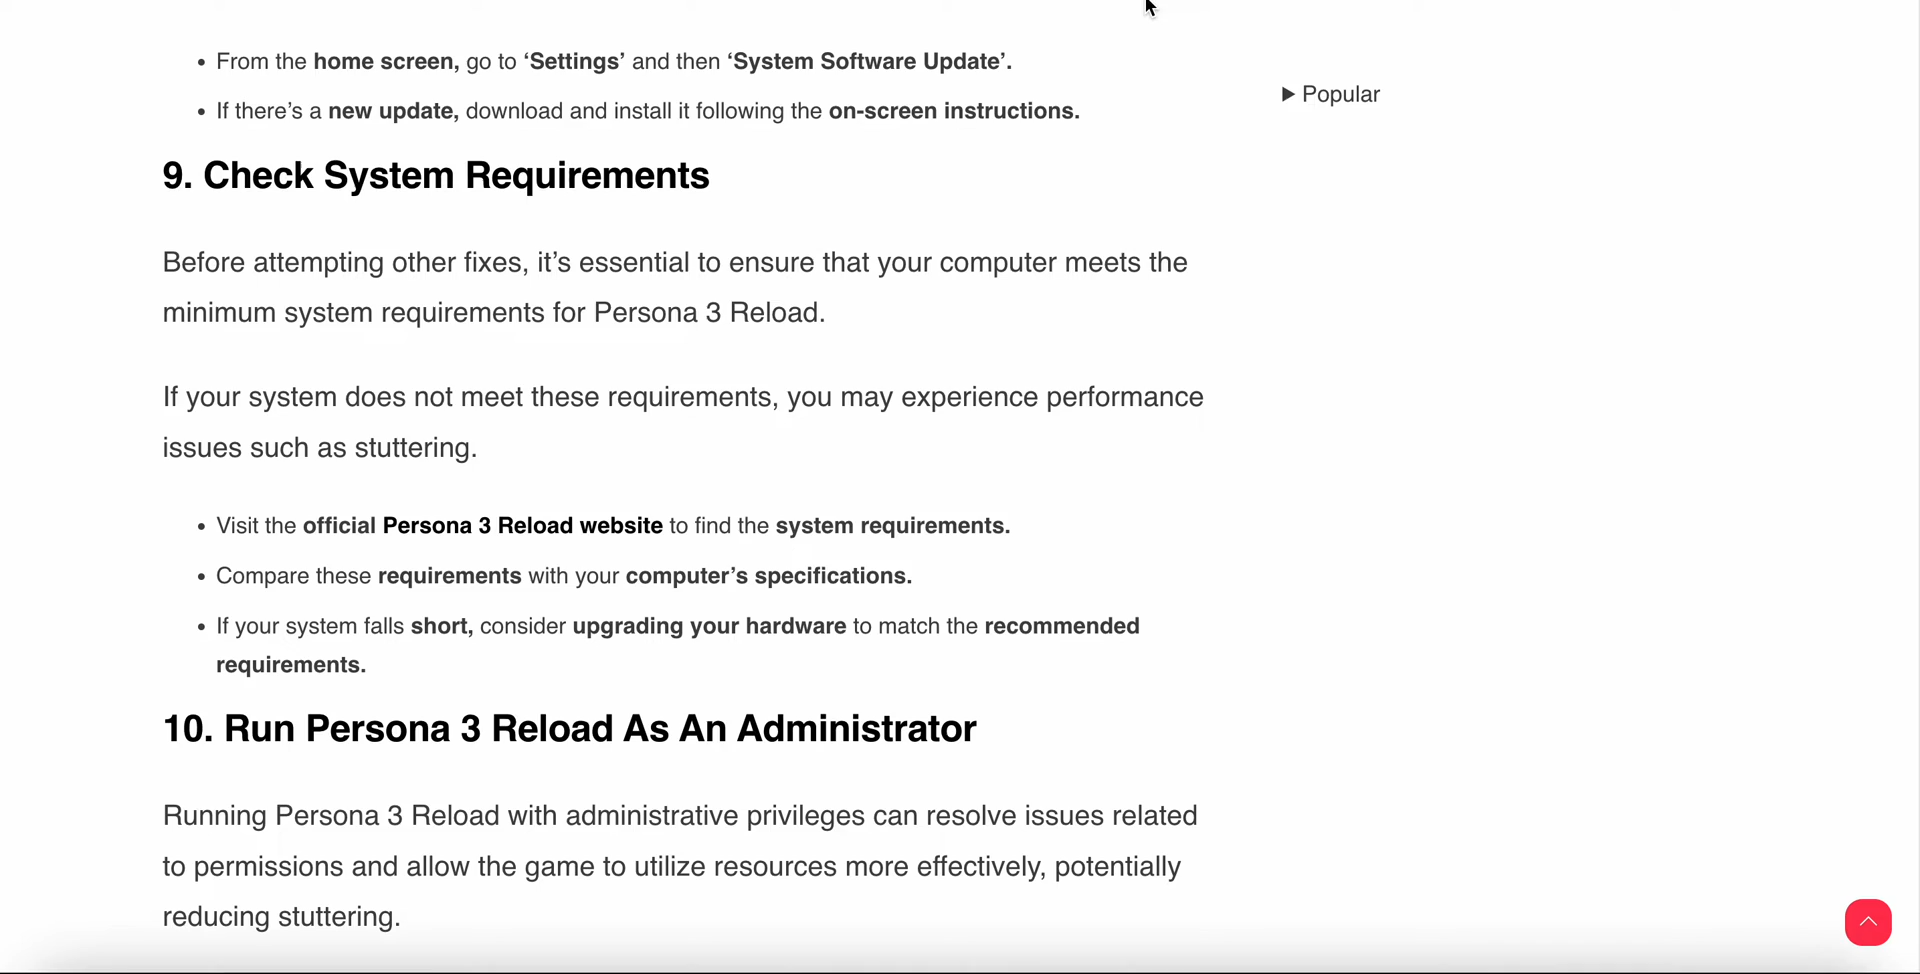 From the home screen, go to ‘Settings’ and then ‘System Software Update’.
If there’s a new update, download and install it following the on-screen instructions.
Popular
9. Check System Requirements
Before attempting other fixes, it’s essential to ensure that your computer meets the
minimum system requirements for Persona 3 Reload.
If your system does not meet these requirements, you may experience performance
issues such as stuttering.
Visit the official Persona 3 Reload website to find the system requirements.
Compare these requirements with your computer’s specifications.
If your system falls short, consider upgrading your hardware to match the recommended
requirements.
10. Run Persona 3 Reload As An Administrator
Running Persona 3 Reload with administrative privileges can resolve issues related
to permissions and allow the game to utilize resources more effectively, potentially
reducing stuttering.